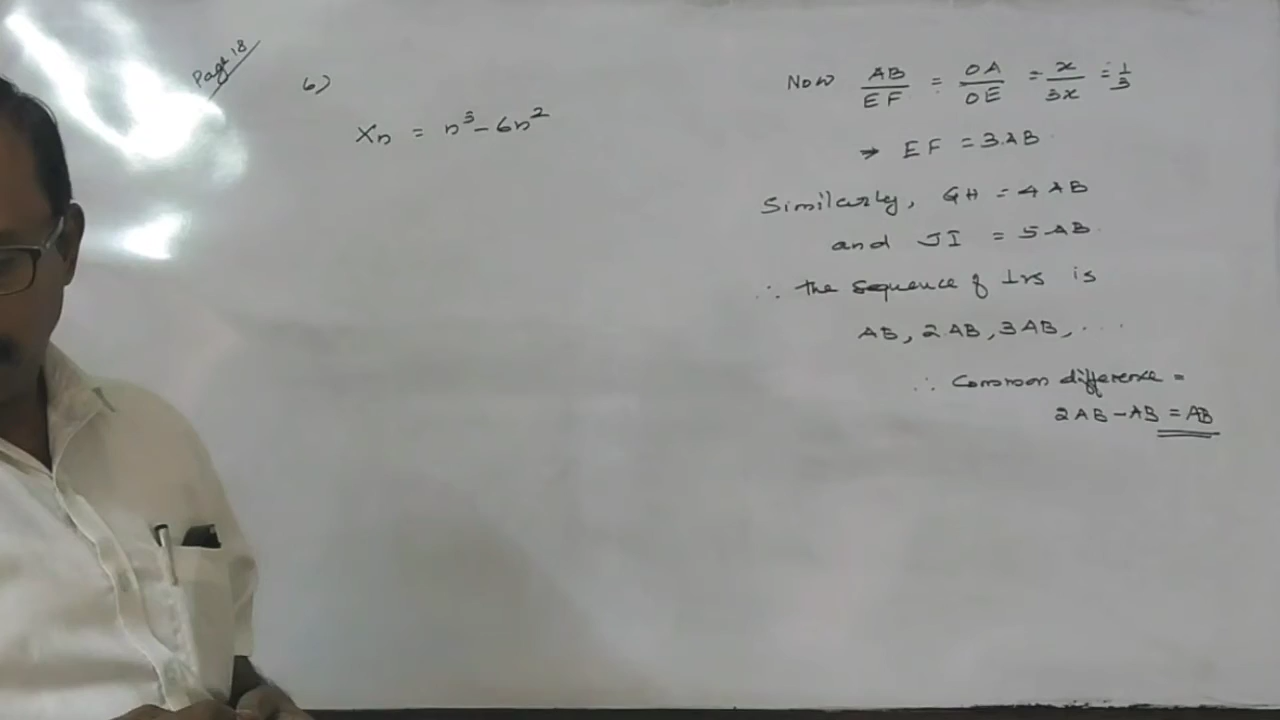 Page 18
6)
Xn = n³ - 6n²
Now AB/EF = OA/OE = x/3x = 1/3
→ EF = 3AB
Similarly, GH = 4AB
and JI = 5AB
∴ the sequence of ⊥rs is
AB, 2AB, 3AB, ...
∴ Common difference =
2AB - AB = AB